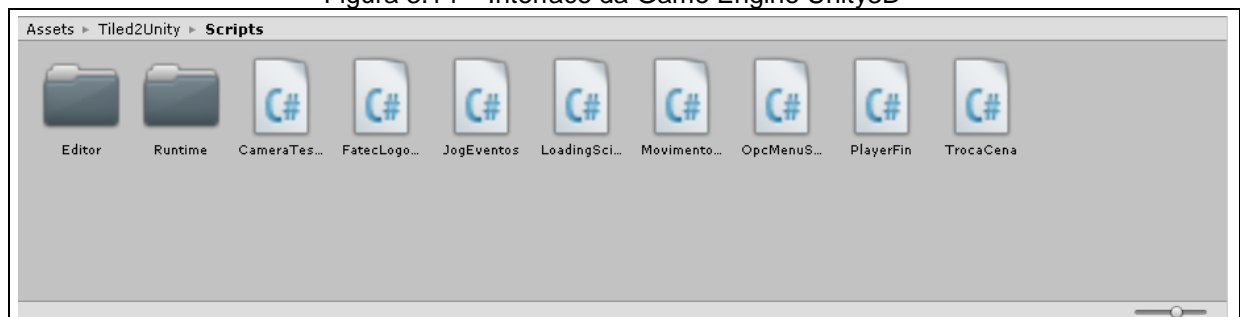 Figura 3.14 – Interface da Game Engine Unity3D
Assets ▸ Tiled2Unity ▸ Scripts
C# C# C# C# C# C# C# C#
Editor Runtime CameraTes... FatecLogo... JogEventos LoadingSci... Movimento... OpcMenuS... PlayerFin TrocaCena